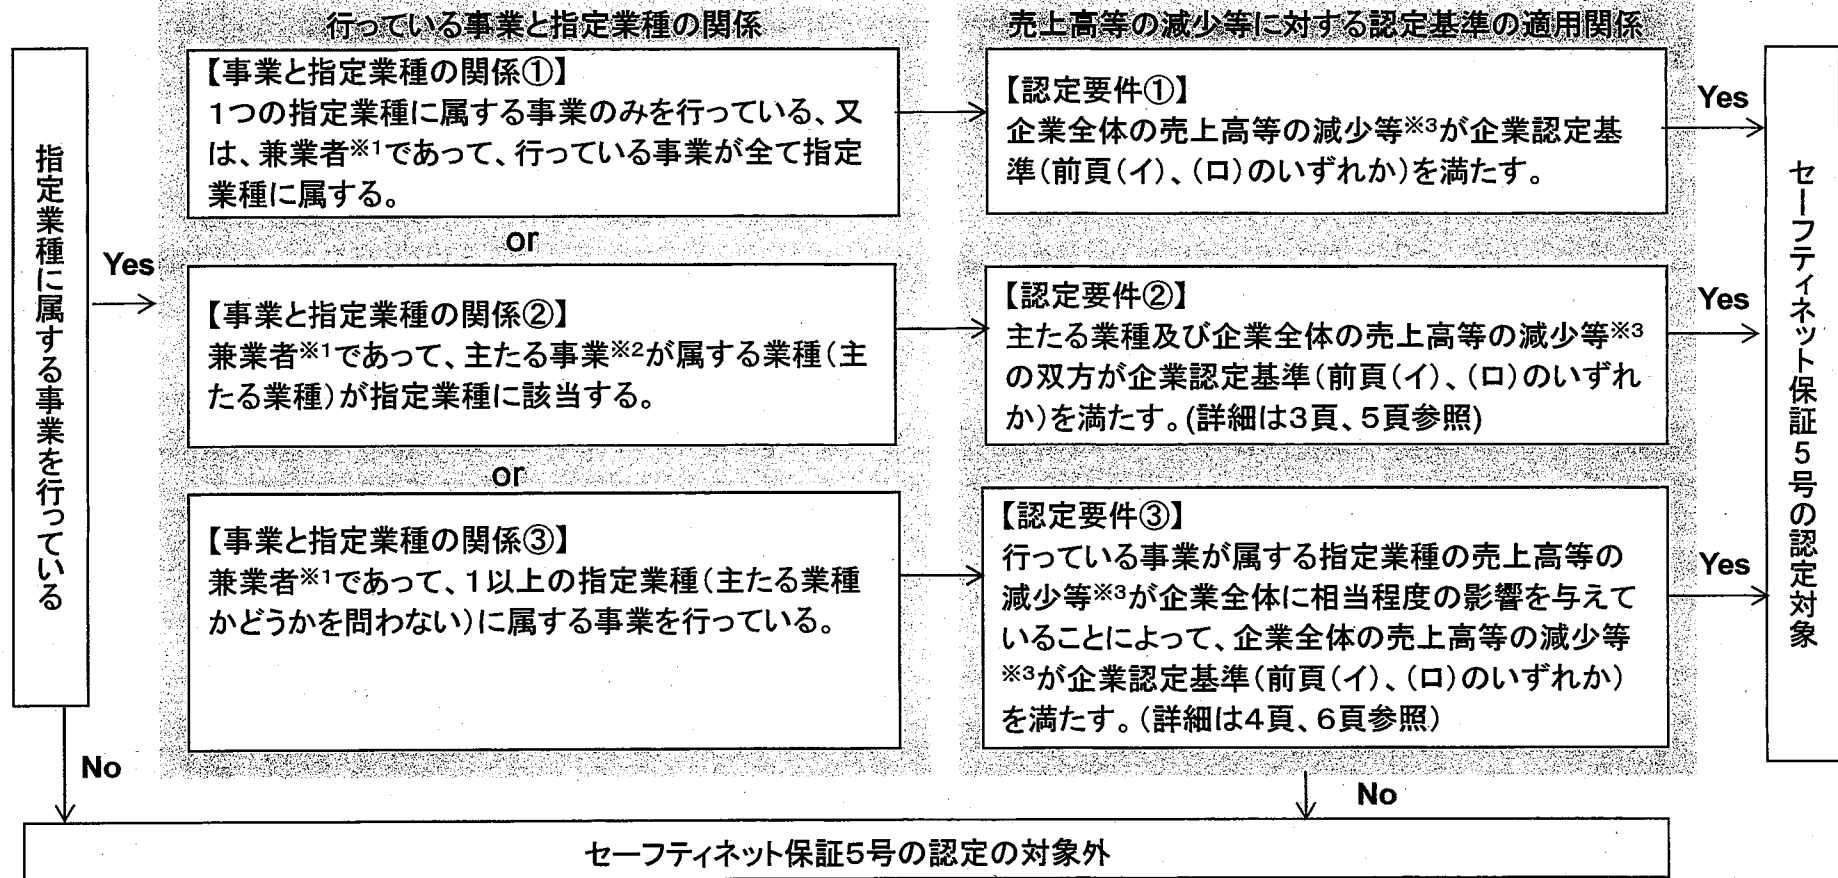 行っている事業と指定業種の関係
売上高等の減少等に対する認定基準の適用関係
指定業種に属する事業を行っている
Yes
【事業と指定業種の関係①】
1つの指定業種に属する事業のみを行っている、又
は、兼業者※1であって、行っている事業が全て指定
業種に属する。
【認定要件①】
企業全体の売上高等の減少等※3が企業認定基
準(前頁(イ)、(ロ)のいずれか)を満たす。
Yes
or
【事業と指定業種の関係②】
兼業者※1であって、主たる事業※2が属する業種(主
たる業種)が指定業種に該当する。
【認定要件②】
主たる業種及び企業全体の売上高等の減少等※3
の双方が企業認定基準(前頁(イ)、(ロ)のいずれ
か)を満たす。(詳細は3頁、5頁参照)
Yes
or
【事業と指定業種の関係③】
兼業者※1であって、1以上の指定業種(主たる業種
かどうかを問わない)に属する事業を行っている。
【認定要件③】
行っている事業が属する指定業種の売上高等の
減少等※3が企業全体に相当程度の影響を与えて
いることによって、企業全体の売上高等の減少等
※3が企業認定基準(前頁(イ)、(ロ)のいずれか)
を満たす。(詳細は4頁、6頁参照)
Yes
セーフティネット保証5号の認定対象
No
No
セーフティネット保証5号の認定の対象外